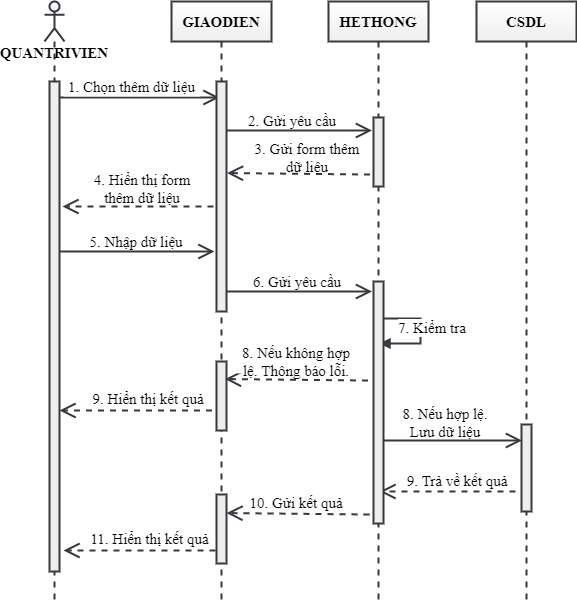 GIAODIEN
HETHONG
CSDL
QUANTRIVIEN
1. Chọn thêm dữ liệu
2. Gửi yêu cầu
3. Gửi form thêm
dữ liệu
4. Hiển thị form
thêm dữ liệu
5. Nhập dữ liệu
6. Gửi yêu cầu
7. Kiểm tra
8. Nếu không hợp
lệ. Thông báo lỗi.
9. Hiển thị kết quả
8. Nếu hợp lệ.
Lưu dữ liệu
9. Trả về kết quả
10. Gửi kết quả
11. Hiển thị kết quả